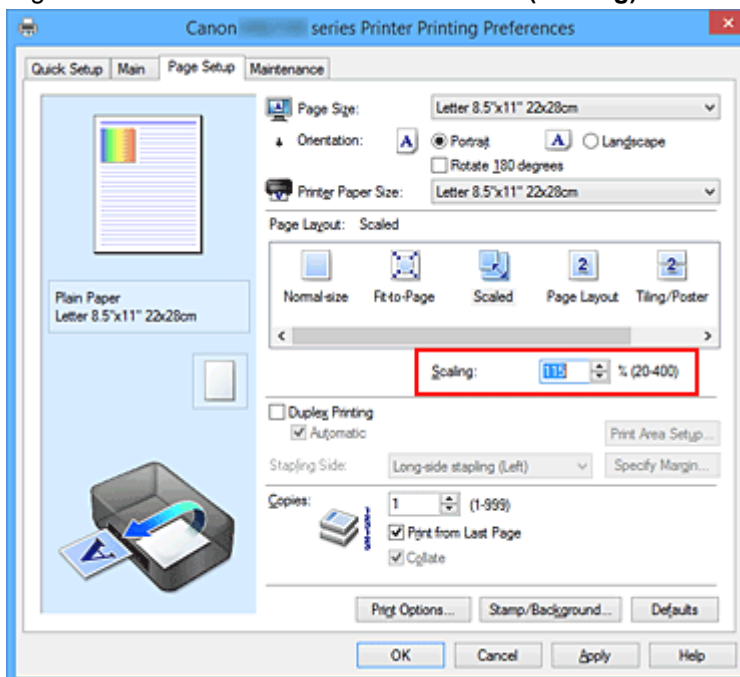 Canon series Printer Printing Preferences
Quick Setup Main Page Setup Maintenance
Page Size: Letter 8.5"x11" 22x28cm
Orientation: A Portrait A Landscape
Rotate 180 degrees
Printer Paper Size: Letter 8.5"x11" 22x28cm
Page Layout: Scaled
Normal-size Fit-to-Page Scaled Page Layout Tiling/Poster
Plain Paper
Letter 8.5"x11" 22x28cm
Scaling: 115 % (20-400)
Duplex Printing
Automatic
Print Area Setup...
Stapling Side: Long-side stapling (Left) Specify Margin...
Copies: 1 (1-999)
Print from Last Page
Collate
Print Options... Stamp/Background... Defaults
OK Cancel Apply Help